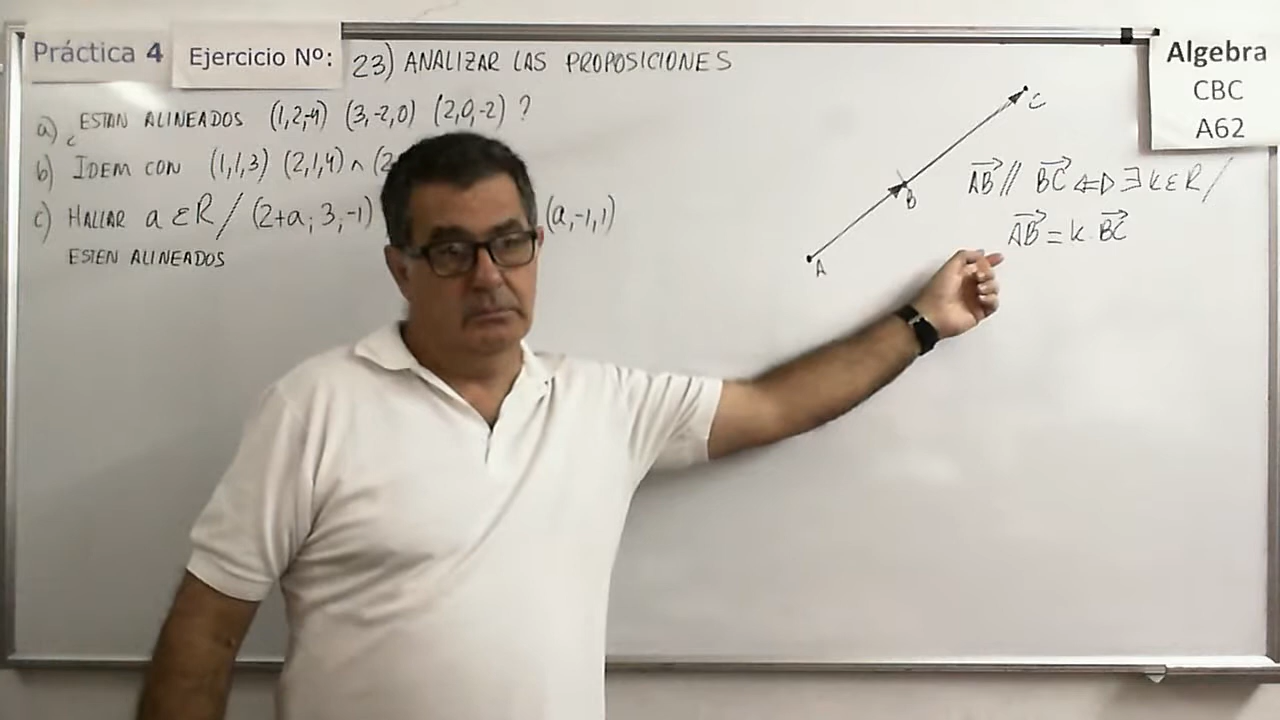 Práctica 4 Ejercicio Nº: 23) ANALIZAR LAS PROPOSICIONES
a) ¿ESTAN ALINEADOS (1,2,-4) (3,-2,0) (2,0,-2) ?
b) IDEM CON (1,1,3) (2,1,4) ∧ (2
c) HALLAR a ε R / (2+a; 3,-1) (a,-1,1)
ESTEN ALINEADOS
Algebra
CBC
A62
C
B
A
AB // BC ⇔ ∃ k ε R /
AB = k . BC